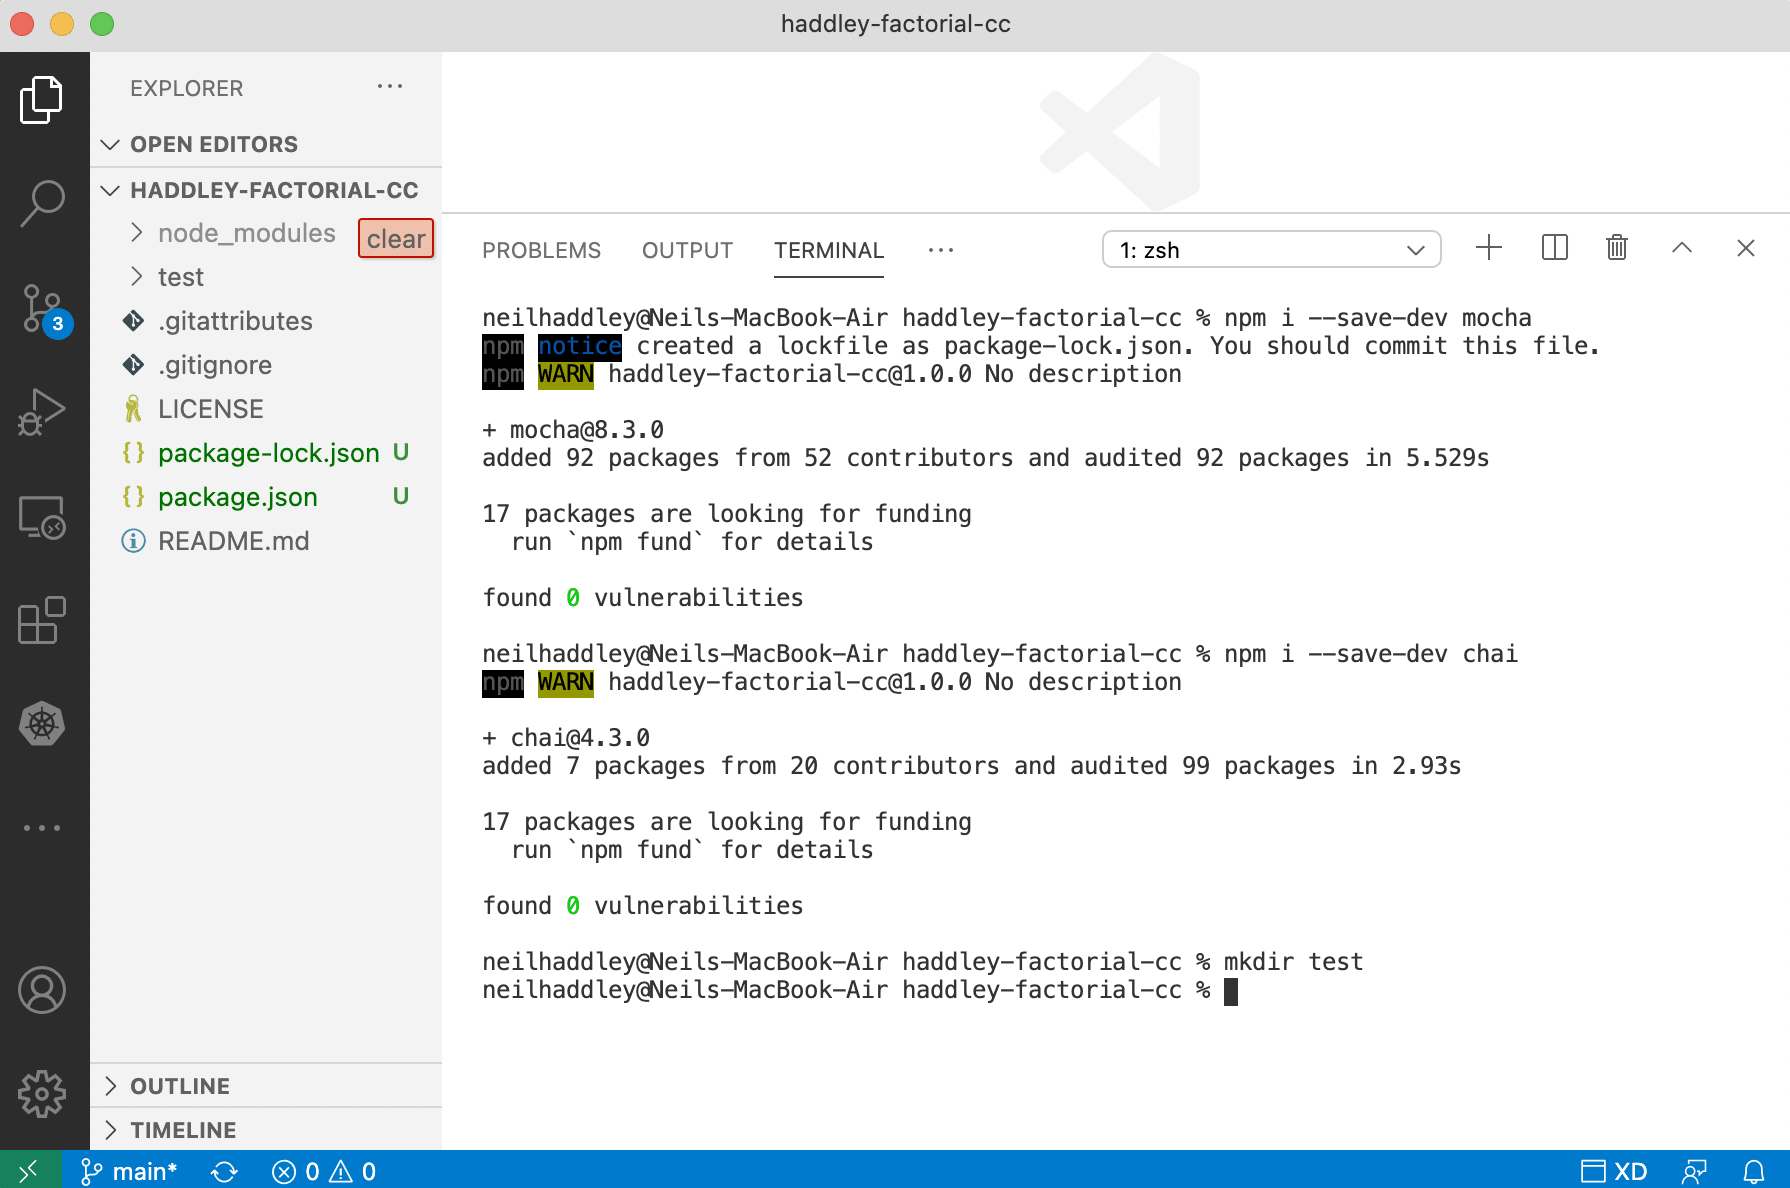 haddley-factorial-cc
EXPLORER
OPEN EDITORS
HADDLEY-FACTORIAL-CC
node_modules
clear
test
.gitattributes
.gitignore
LICENSE
package-lock.json U
package.json U
README.md
OUTLINE
TIMELINE
3
PROBLEMS OUTPUT TERMINAL
1: zsh
neilhaddley@Neils-MacBook-Air haddley-factorial-cc % npm i --save-dev mocha
npm notice created a lockfile as package-lock.json. You should commit this file.
npm WARN haddley-factorial-cc@1.0.0 No description
+ mocha@8.3.0
added 92 packages from 52 contributors and audited 92 packages in 5.529s
17 packages are looking for funding
run `npm fund` for details
found 0 vulnerabilities
neilhaddley@Neils-MacBook-Air haddley-factorial-cc % npm i --save-dev chai
npm WARN haddley-factorial-cc@1.0.0 No description
+ chai@4.3.0
added 7 packages from 20 contributors and audited 99 packages in 2.93s
17 packages are looking for funding
run `npm fund` for details
found 0 vulnerabilities
neilhaddley@Neils-MacBook-Air haddley-factorial-cc % mkdir test
neilhaddley@Neils-MacBook-Air haddley-factorial-cc %
main* 0 0 XD